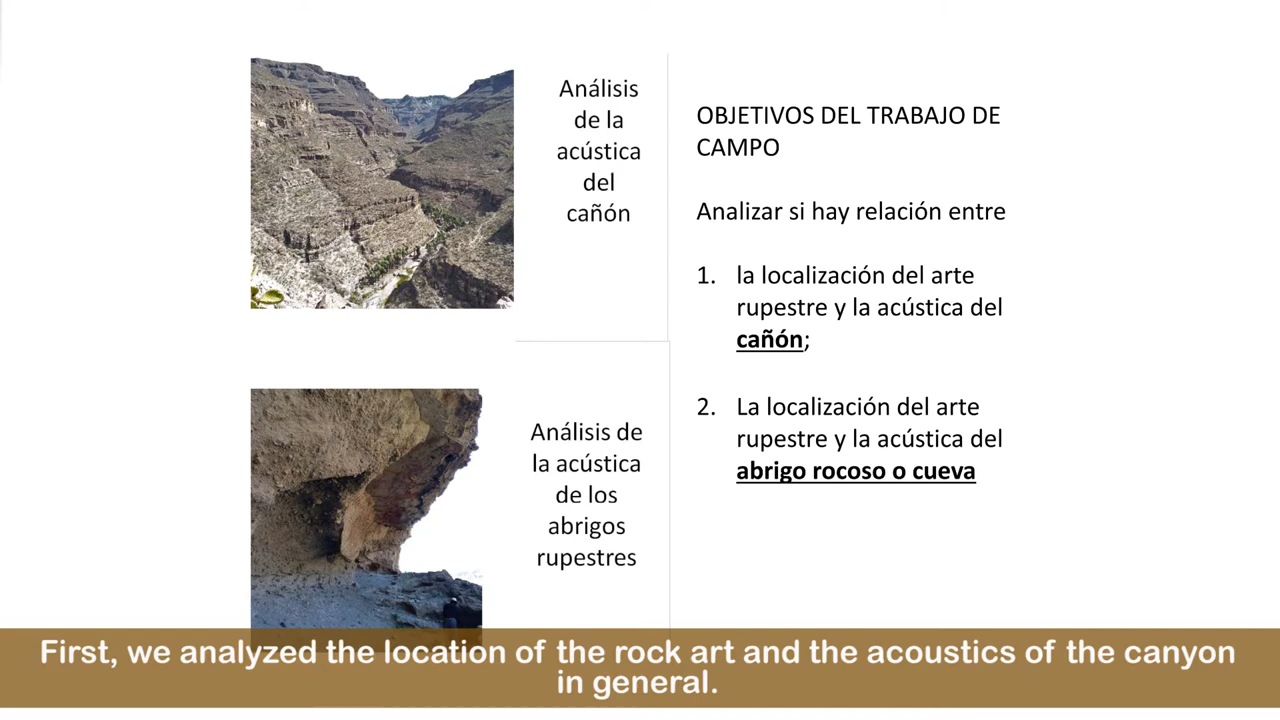 Análisis
de la
acústica
del
cañón
OBJETIVOS DEL TRABAJO DE
CAMPO
Analizar si hay relación entre
1. la localización del arte
rupestre y la acústica del
cañón;
2. La localización del arte
rupestre y la acústica del
abrigo rocoso o cueva
Análisis de
la acústica
de los
abrigos
rupestres
First, we analyzed the location of the rock art and the acoustics of the canyon
in general.